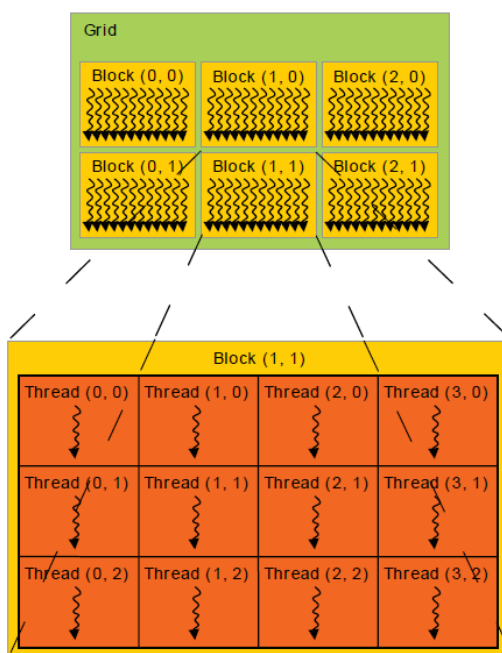 Grid
Block (0, 0) Block (1, 0) Block (2, 0)
Block (0, 1) Block (1, 1) Block (2, 1)
Block (1, 1)
Thread (0, 0) Thread (1, 0) Thread (2, 0) Thread (3, 0)
Thread (0, 1) Thread (1, 1) Thread (2, 1) Thread (3, 1)
Thread (0, 2) Thread (1, 2) Thread (2, 2) Thread (3, 2)